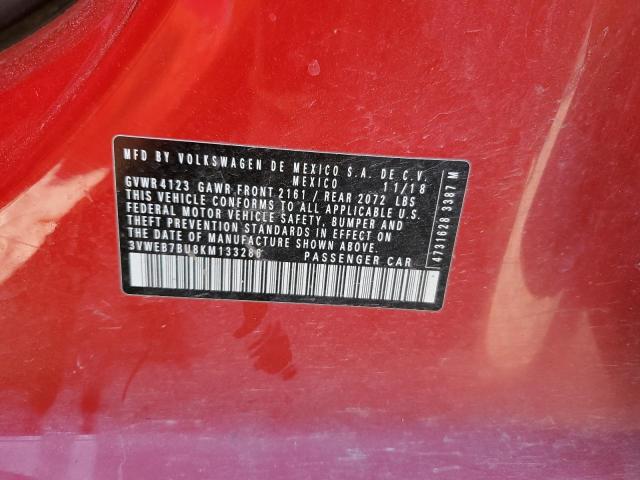 MFD BY VOLKSWAGEN DE MEXICO S.A. DE C.V.
MEXICO 11/18
GVWR 4123 GAWR FRONT 2161 / REAR 2072 LBS
THIS VEHICLE CONFORMS TO ALL APPLICABLE U.S.
FEDERAL MOTOR VEHICLE SAFETY, BUMPER AND
THEFT PREVENTION STANDARDS IN EFFECT ON
THE DATE OF MANUFACTURE SHOWN ABOVE.
3VWEB7BU8KM133286 PASSENGER CAR
4731628 3387 M